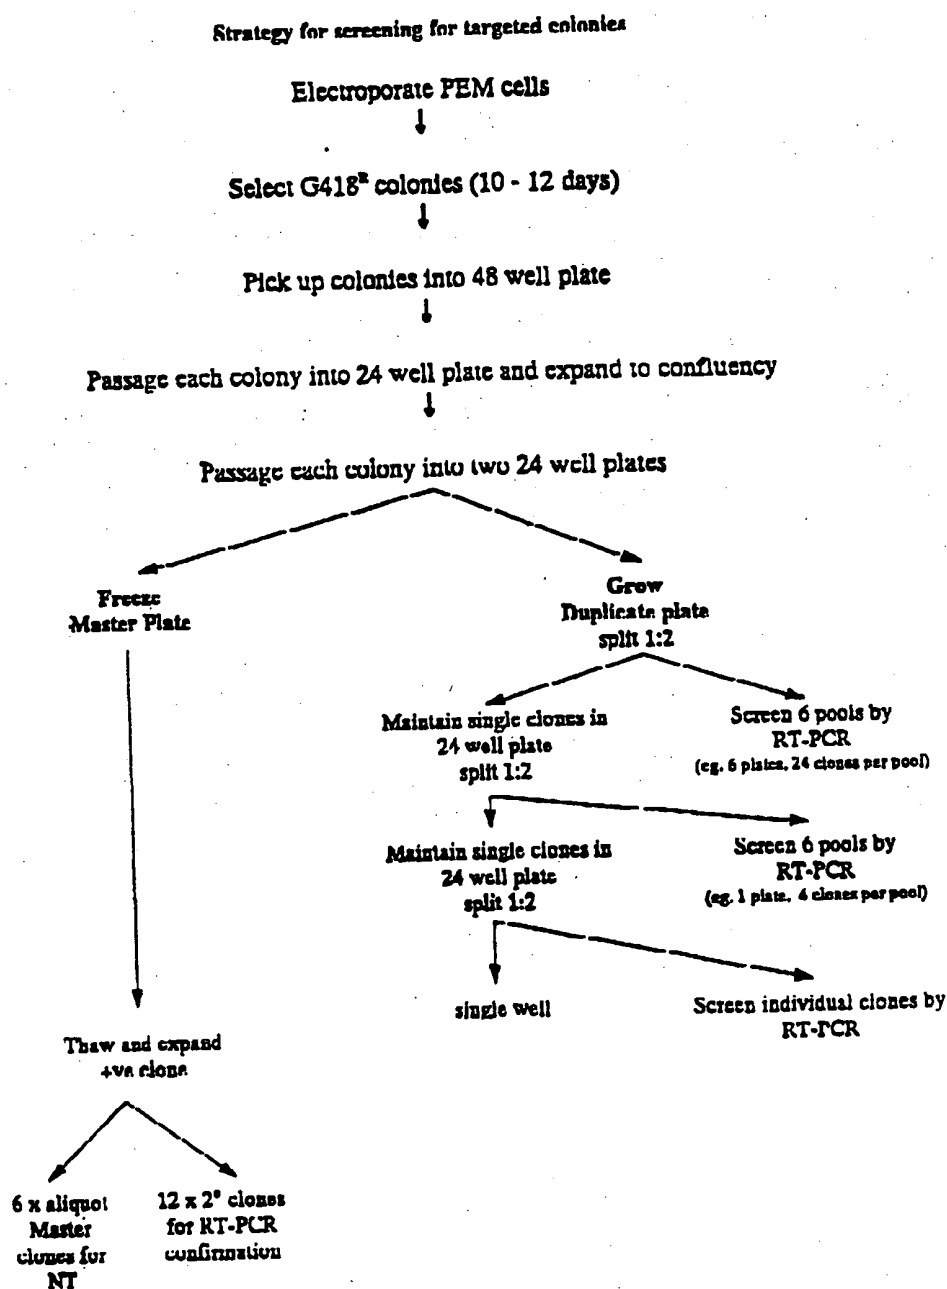 Strategy for screening for targeted colonies
Electroporate PEM cells
Select G418ᴿ colonies (10 - 12 days)
Pick up colonies into 48 well plate
Passage each colony into 24 well plate and expand to confluency
Passage each colony into two 24 well plates
Freeze
Master Plate
Grow
Duplicate plate
split 1:2
Maintain single clones in
24 well plate
split 1:2
Screen 6 pools by
RT-PCR
(eg. 6 plates, 24 clones per pool)
Maintain single clones in
24 well plate
split 1:2
Screen 6 pools by
RT-PCR
(eg. 1 plate, 4 clones per pool)
single well
Screen individual clones by
RT-PCR
Thaw and expand
+ve clone
6 x aliquot
Master
clones for
NT
12 x 2° clones
for RT-PCR
confirmation